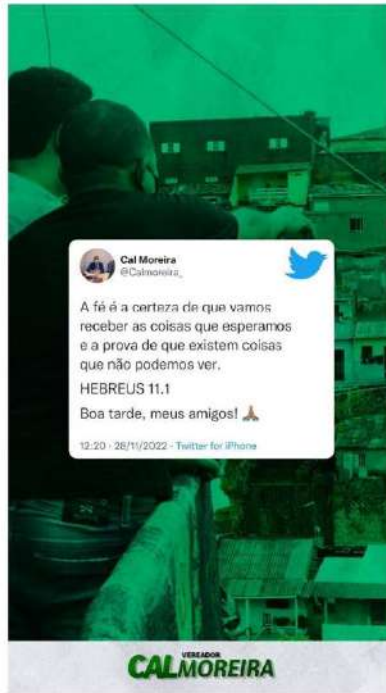 Cal Moreira
@Calmoreira_
A fé é a certeza de que vamos
receber as coisas que esperamos
e a prova de que existem coisas
que não podemos ver.
HEBREUS 11.1
Boa tarde, meus amigos! 🙏🏽
12:20 · 28/11/2022 · Twitter for iPhone
VEREADOR
CALMOREIRA